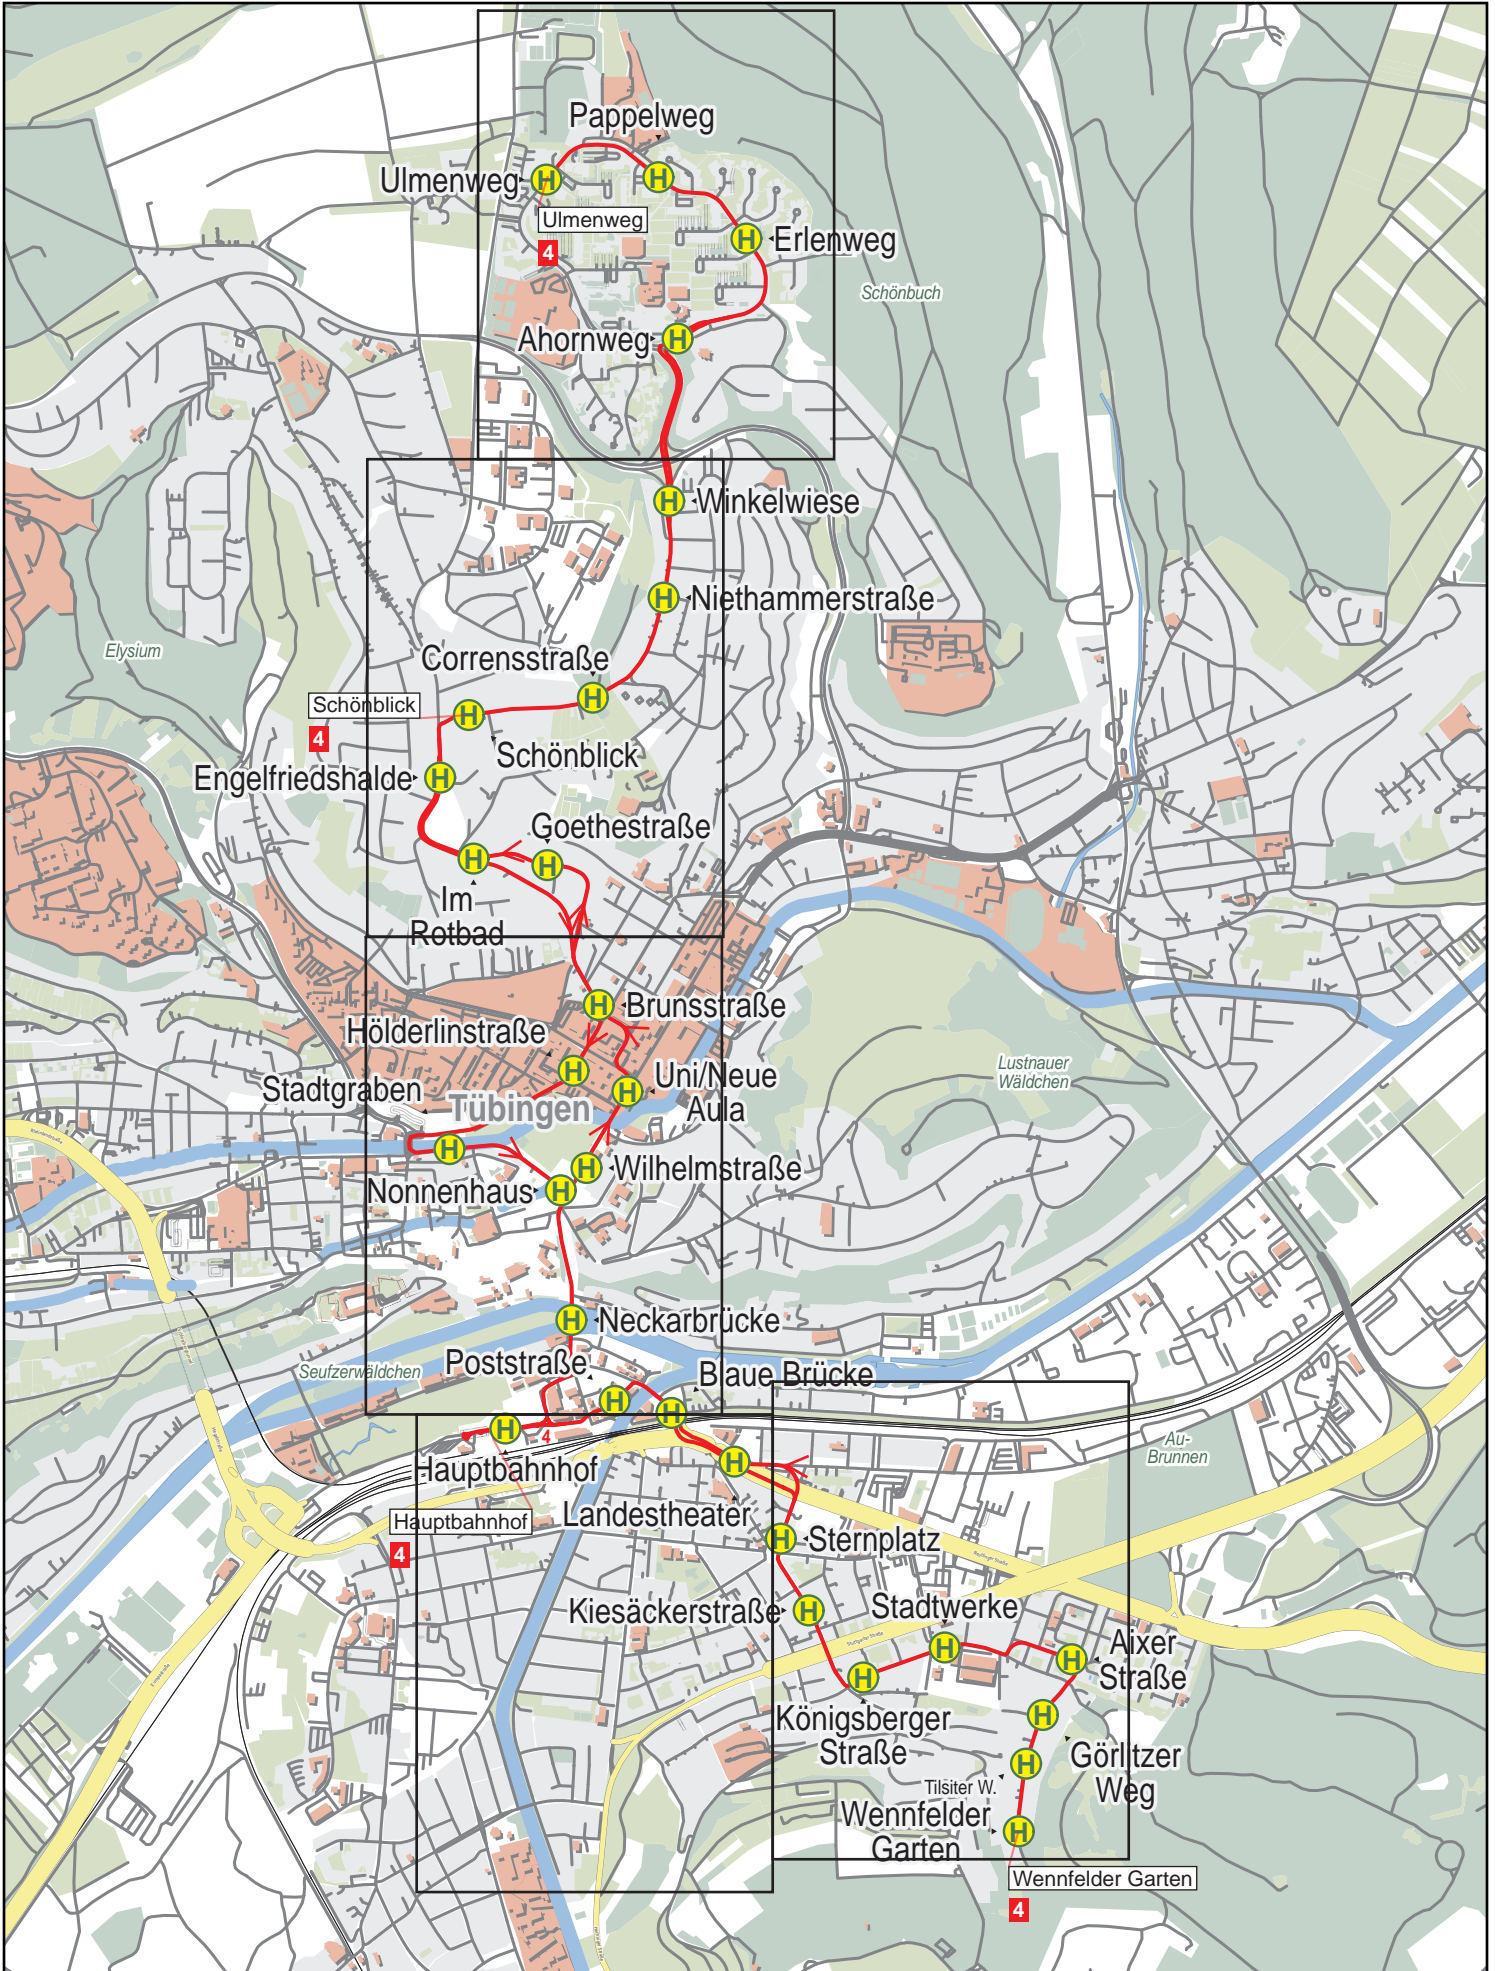 Pappelweg
Ulmenweg
Ulmenweg
4
Erlenweg
Schönbuch
Ahornweg
Winkelwiese
Niethammerstraße
Elysium
Corrensstraße
Schönblick
4
Schönblick
Engelfriedshalde
Goethestraße
Im
Rotbad
Brunsstraße
Hölderlinstraße
Lustnauer
Wäldchen
Uni/Neue
Aula
Stadtgraben
Tübingen
Wilhelmstraße
Nonnenhaus
Neckarbrücke
Seufzerwäldchen
Poststraße
Blaue Brücke
4
Au-
Brunnen
Hauptbahnhof
Landestheater
Hauptbahnhof
4
Sternplatz
Kiesäckerstraße
Stadtwerke
Stuttgarter Straße
Aixer
Straße
Königsberger
Straße
Görlitzer
Weg
Tilsiter W.
Wennfelder
Garten
Wennfelder Garten
4